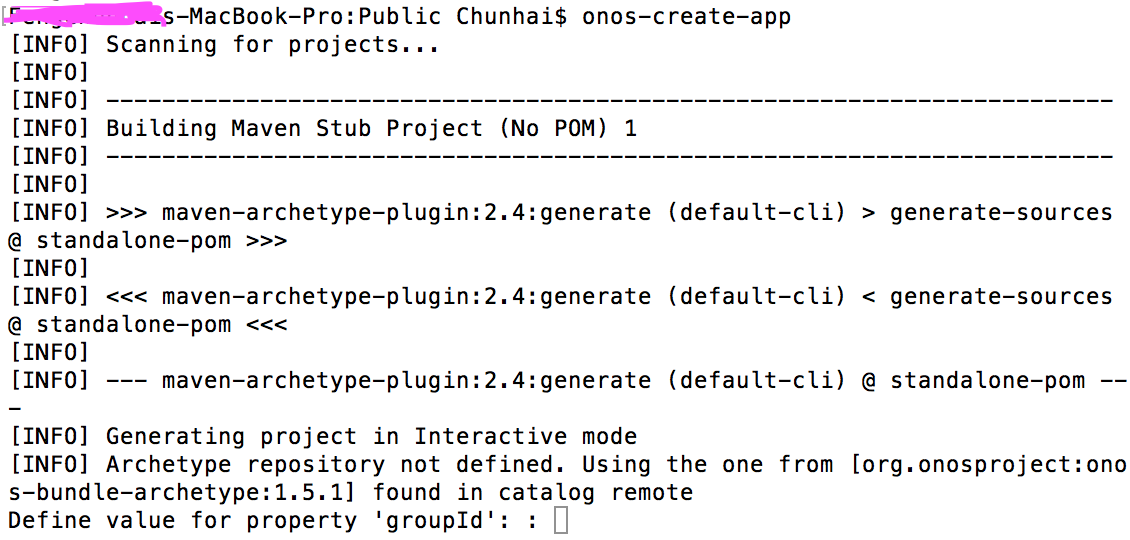 is-MacBook-Pro:Public Chunhai$ onos-create-app
[INFO] Scanning for projects...
[INFO]
[INFO] ------------------------------------------------------------------------
[INFO] Building Maven Stub Project (No POM) 1
[INFO] ------------------------------------------------------------------------
[INFO]
[INFO] >>> maven-archetype-plugin:2.4:generate (default-cli) > generate-sources
@ standalone-pom >>>
[INFO]
[INFO] <<< maven-archetype-plugin:2.4:generate (default-cli) < generate-sources
@ standalone-pom <<<
[INFO]
[INFO] --- maven-archetype-plugin:2.4:generate (default-cli) @ standalone-pom --
-
[INFO] Generating project in Interactive mode
[INFO] Archetype repository not defined. Using the one from [org.onosproject:ono
s-bundle-archetype:1.5.1] found in catalog remote
Define value for property 'groupId': :